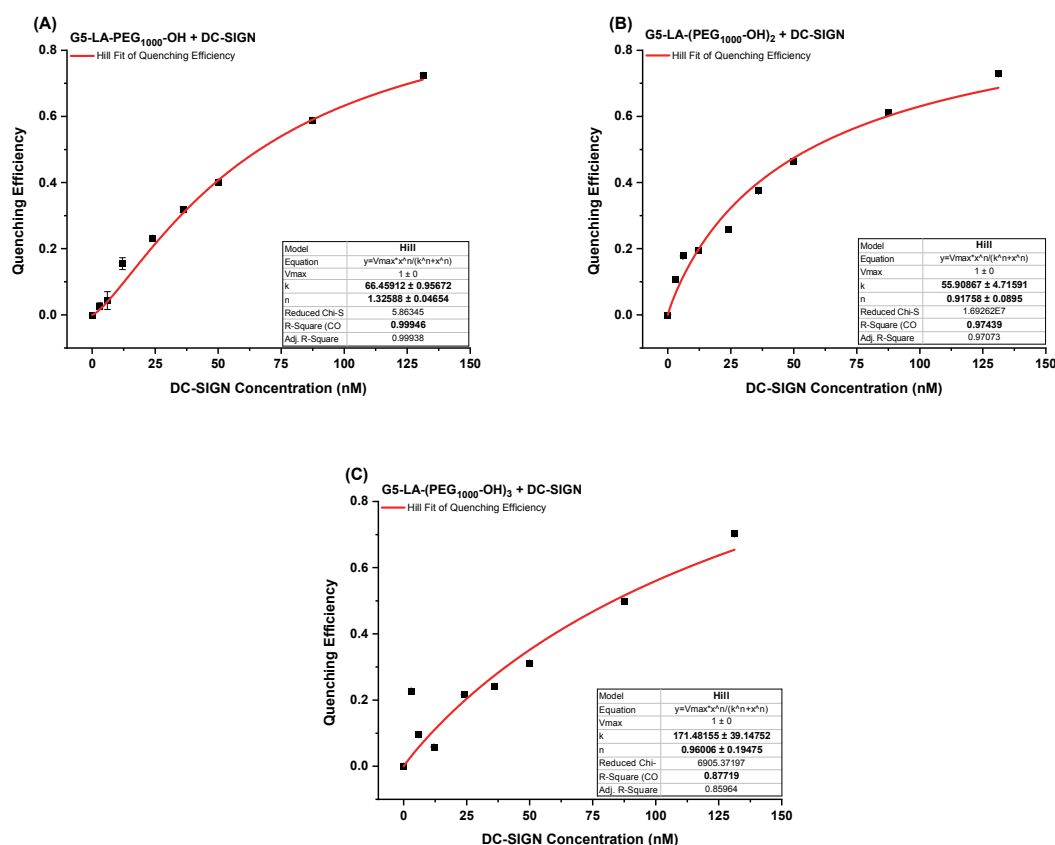 (A)
G5-LA-PEG1000-OH + DC-SIGN
Hill Fit of Quenching Efficiency
0.8
0.6
0.4
0.2
0.0
Quenching Efficiency
Model Hill
Equation y=Vmax*x^n/(k^n+x^n)
Vmax 1 ± 0
k 66.45912 ± 0.95672
n 1.32588 ± 0.04654
Reduced Chi-S 5.86345
R-Square (CO 0.99946
Adj. R-Square 0.99938
0 25 50 75 100 125 150
DC-SIGN Concentration (nM)
(B)
G5-LA-(PEG1000-OH)2 + DC-SIGN
Hill Fit of Quenching Efficiency
0.8
0.6
0.4
0.2
0.0
Quenching Efficiency
Model Hill
Equation y=Vmax*x^n/(k^n+x^n)
Vmax 1 ± 0
k 55.90867 ± 4.71591
n 0.91758 ± 0.0895
Reduced Chi-S 1.69262E7
R-Square (CO 0.97439
Adj. R-Square 0.97073
0 25 50 75 100 125 150
DC-SIGN Concentration (nM)
(C)
G5-LA-(PEG1000-OH)3 + DC-SIGN
Hill Fit of Quenching Efficiency
0.8
0.6
0.4
0.2
0.0
Quenching Efficiency
Model Hill
Equation y=Vmax*x^n/(k^n+x^n)
Vmax 1 ± 0
k 171.48155 ± 39.14752
n 0.96006 ± 0.19475
Reduced Chi- 6905.37197
R-Square (CO 0.87719
Adj. R-Square 0.85964
0 25 50 75 100 125 150
DC-SIGN Concentration (nM)